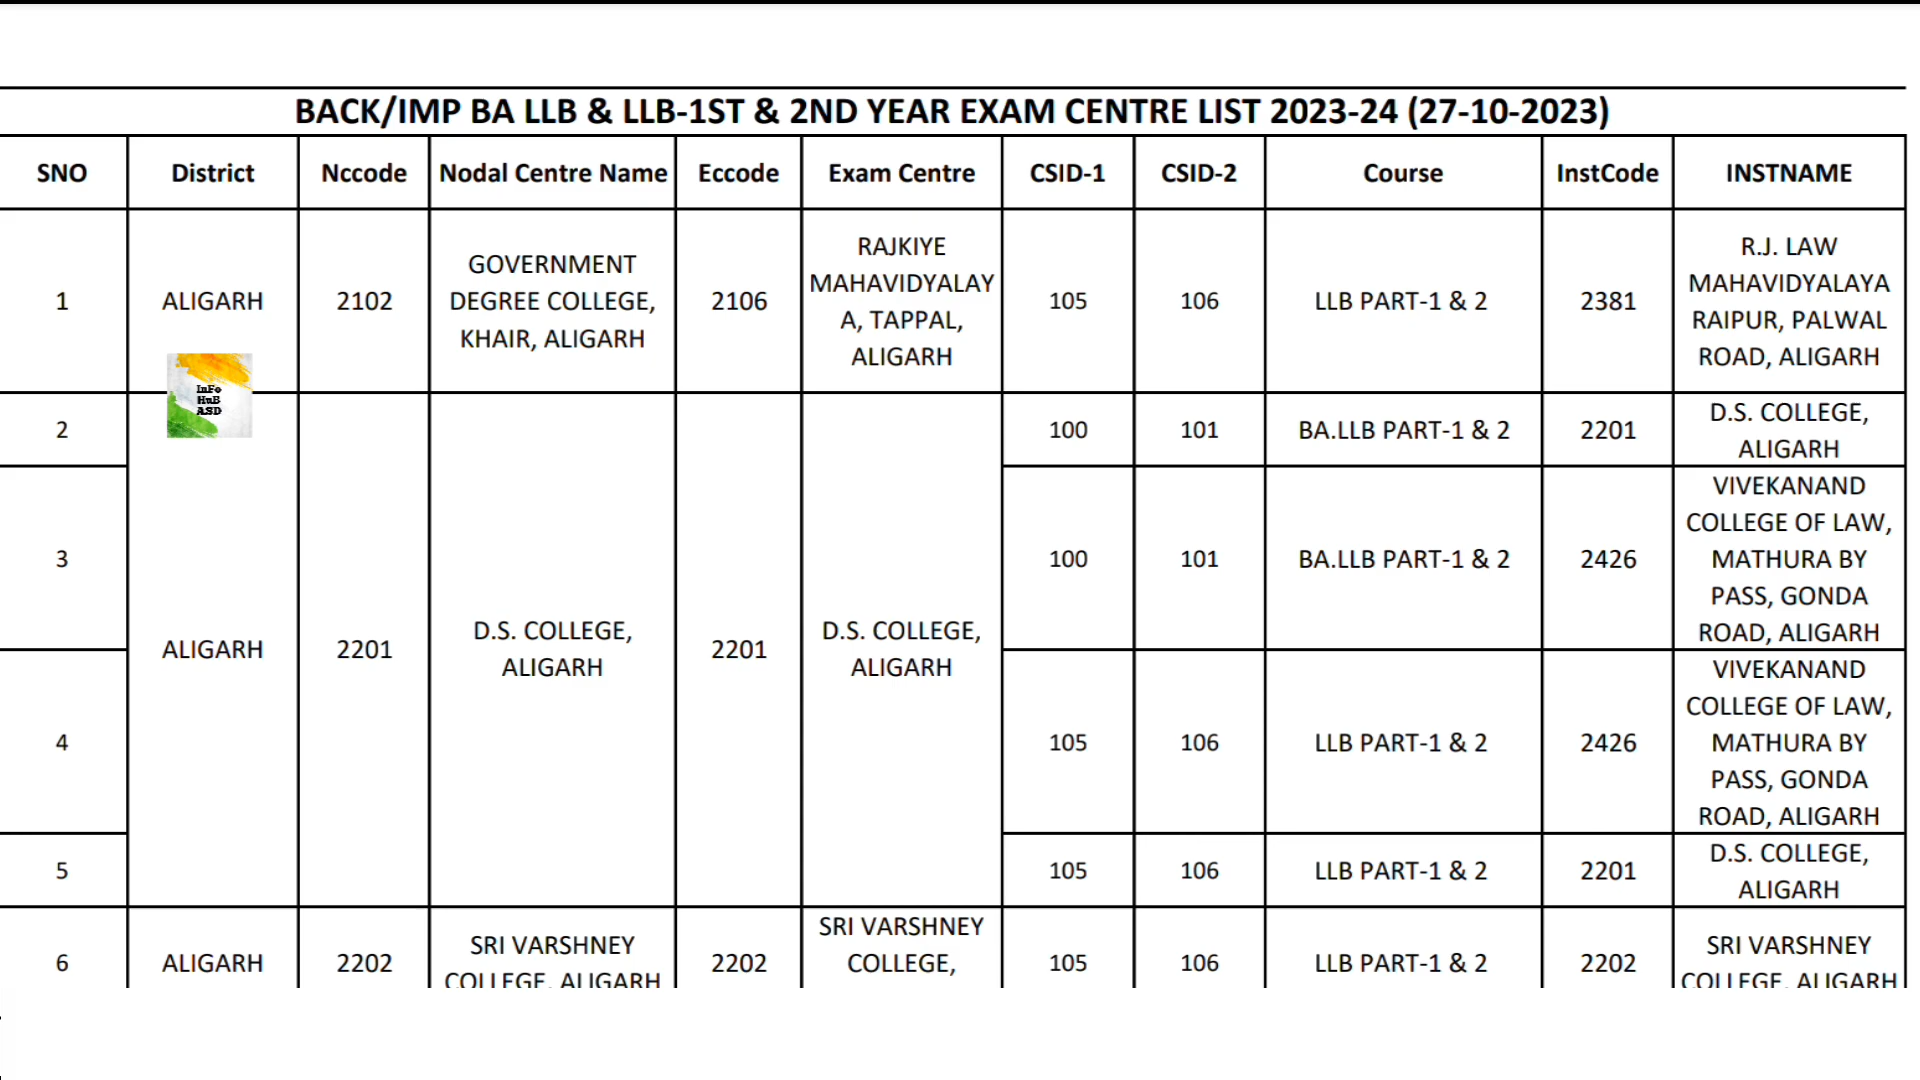 BACK/IMP BA LLB & LLB-1ST & 2ND YEAR EXAM CENTRE LIST 2023-24 (27-10-2023)
SNO District Nccode Nodal Centre Name Eccode Exam Centre CSID-1 CSID-2 Course InstCode INSTNAME
1
ALIGARH
2102
GOVERNMENT
DEGREE COLLEGE,
KHAIR, ALIGARH
2106
RAJKIYE
MAHAVIDYALAY
A, TAPPAL,
ALIGARH
105
106
LLB PART-1 & 2
2381
R.J. LAW
MAHAVIDYALAYA
RAIPUR, PALWAL
ROAD, ALIGARH
InFo
HuB
ASD
2
ALIGARH
2201
D.S. COLLEGE,
ALIGARH
2201
D.S. COLLEGE,
ALIGARH
100
101
BA.LLB PART-1 & 2
2201
D.S. COLLEGE,
ALIGARH
3
100
101
BA.LLB PART-1 & 2
2426
VIVEKANAND
COLLEGE OF LAW,
MATHURA BY
PASS, GONDA
ROAD, ALIGARH
4
105
106
LLB PART-1 & 2
2426
VIVEKANAND
COLLEGE OF LAW,
MATHURA BY
PASS, GONDA
ROAD, ALIGARH
5
105
106
LLB PART-1 & 2
2201
D.S. COLLEGE,
ALIGARH
6
ALIGARH
2202
SRI VARSHNEY
COLLEGE, ALIGARH
2202
SRI VARSHNEY
COLLEGE,
105
106
LLB PART-1 & 2
2202
SRI VARSHNEY
COLLEGE, ALIGARH